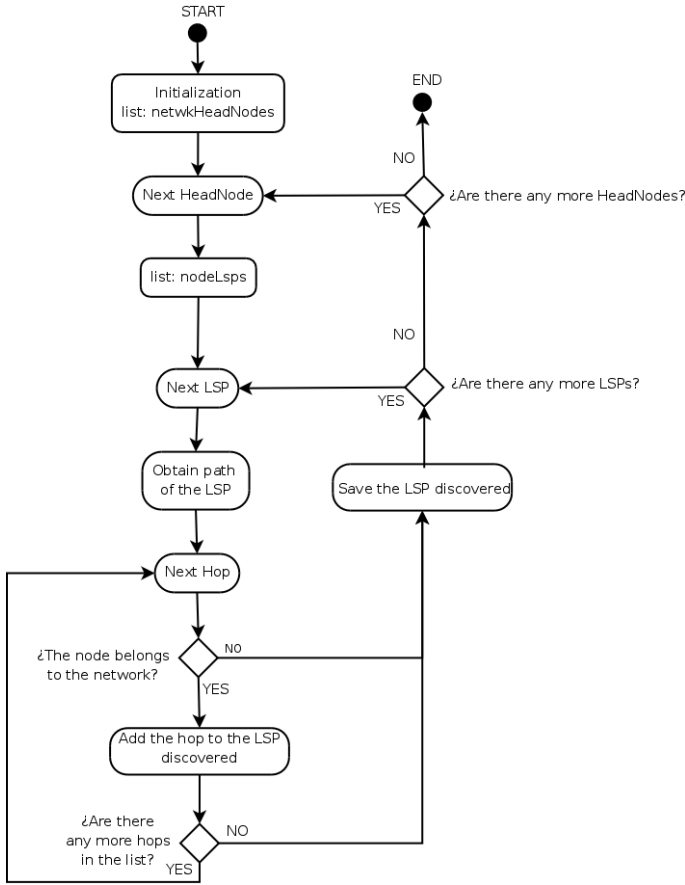 START
Initialization
list: netwkHeadNodes
END
NO
Next HeadNode
YES
¿Are there any more HeadNodes?
list: nodeLsps
NO
Next LSP
YES
¿Are there any more LSPs?
Obtain path
of the LSP
Save the LSP discovered
Next Hop
¿The node belongs
to the network?
NO
YES
Add the hop to the LSP
discovered
¿Are there
any more hops
in the list?
NO
YES